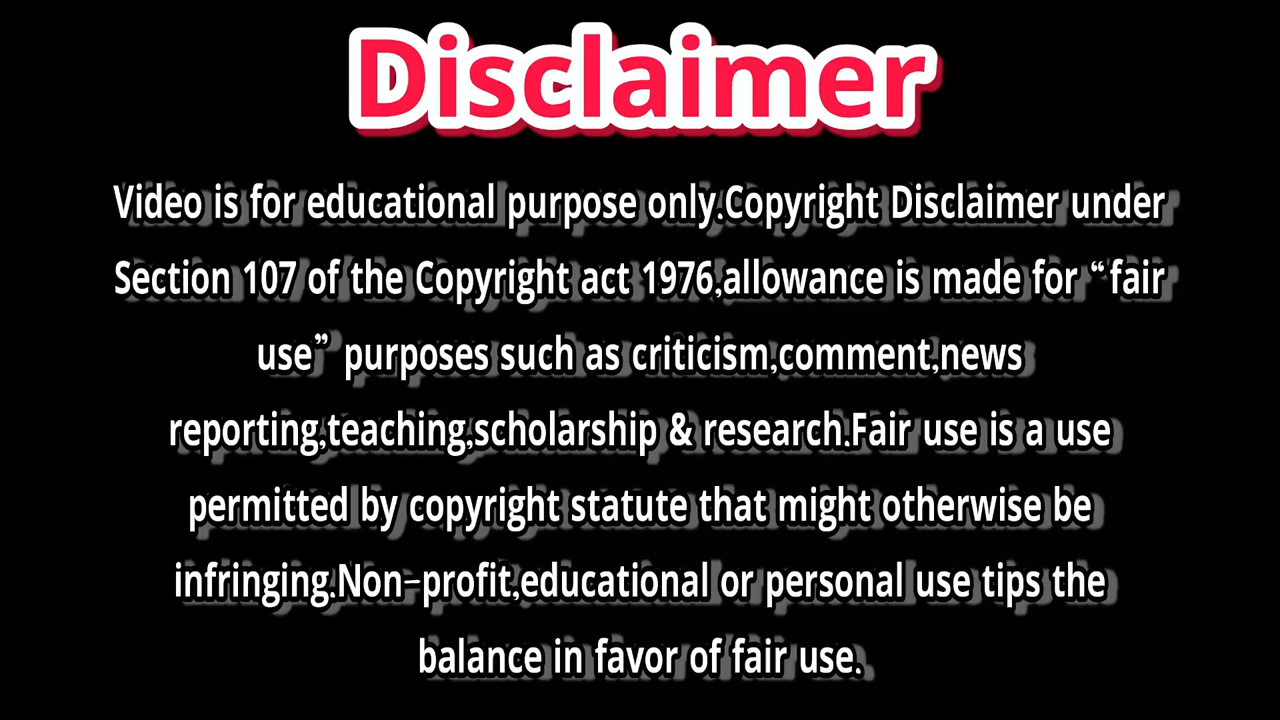 Disclaimer
Video is for educational purpose only.Copyright Disclaimer under
Section 107 of the Copyright act 1976,allowance is made for “fair
use” purposes such as criticism,comment,news
reporting,teaching,scholarship & research.Fair use is a use
permitted by copyright statute that might otherwise be
infringing.Non-profit,educational or personal use tips the
balance in favor of fair use.